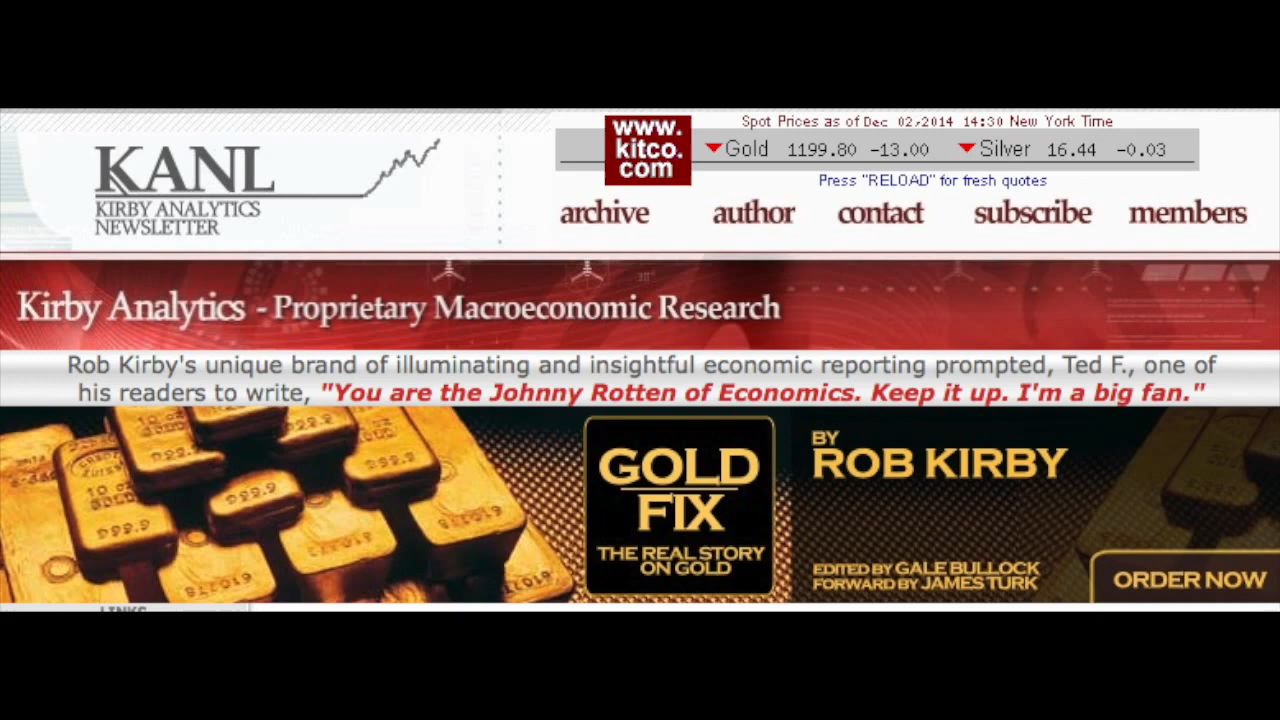 KANL
KIRBY ANALYTICS
NEWSLETTER
www.
kitco.
com
Spot Prices as of Dec 02,2014 14:30 New York Time
Gold 1199.80 -13.00 Silver 16.44 -0.03
Press "RELOAD" for fresh quotes
archive author contact subscribe members
Kirby Analytics - Proprietary Macroeconomic Research
Rob Kirby's unique brand of illuminating and insightful economic reporting prompted, Ted F., one of
his readers to write, "You are the Johnny Rotten of Economics. Keep it up. I'm a big fan."
GOLD
FIX
THE REAL STORY
ON GOLD
BY
ROB KIRBY
EDITED BY GALE BULLOCK
FORWARD BY JAMES TURK
ORDER NOW
999.9